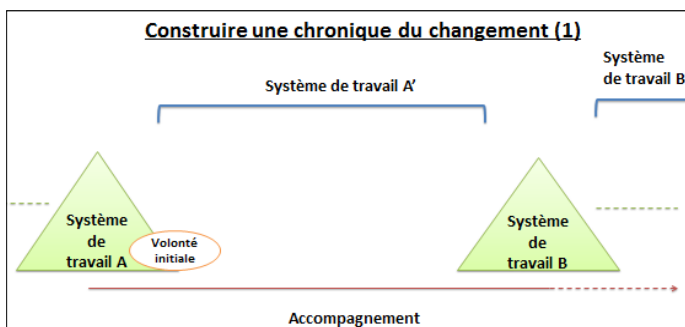 Construire une chronique du changement (1)
Système
de travail B
Système de travail A’
Système
de
travail A
Volonté
initiale
Système
de
travail B
Accompagnement